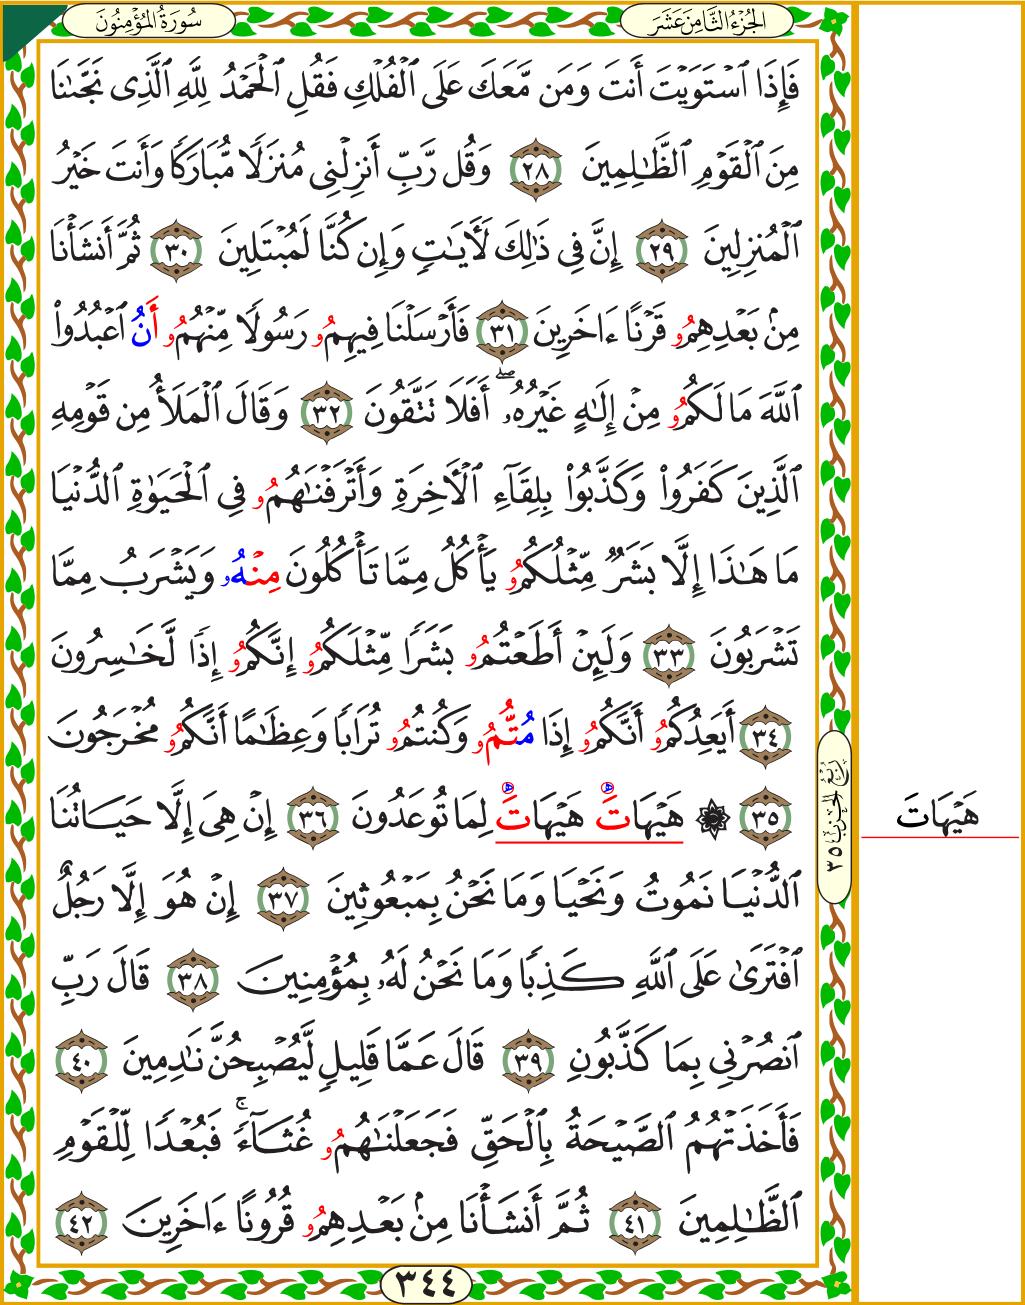 الجُزْءُ الثَّامِنَ عَشَرَ
سُورَةُ المُؤْمِنُونَ
فَإِذَا ٱسْتَوَيْتَ أَنتَ وَمَن مَّعَكَ عَلَى ٱلْفُلْكِ فَقُلِ ٱلْحَمْدُ لِلَّهِ ٱلَّذِى نَجَّىٰنَا
مِنَ ٱلْقَوْمِ ٱلظَّٰلِمِينَ ٢٨ وَقُل رَّبِّ أَنزِلْنِى مُنزَلًا مُّبَارَكًا وَأَنتَ خَيْرُ
ٱلْمُنزِلِينَ ٢٩ إِنَّ فِى ذَٰلِكَ لَأَيَٰتٍ وَإِن كُنَّا لَمُبْتَلِينَ ٣٠ ثُمَّ أَنشَأْنَا
مِنۢ بَعْدِهِمُۥ قَرْنًا ءَاخَرِينَ ٣١ فَأَرْسَلْنَا فِيهِمُۥ رَسُولًا مِّنْهُمُۥ أَنُ ٱعْبُدُوا۟
ٱللَّهَ مَا لَكُمُۥ مِنْ إِلَٰهٍ غَيْرُهُۥٓ ۖ أَفَلَا تَتَّقُونَ ٣٢ وَقَالَ ٱلْمَلَأُ مِن قَوْمِهِ
ٱلَّذِينَ كَفَرُوا۟ وَكَذَّبُوا۟ بِلِقَآءِ ٱلْأَخِرَةِ وَأَتْرَفْنَٰهُمُۥ فِى ٱلْحَيَوٰةِ ٱلدُّنْيَا
مَا هَٰذَا إِلَّا بَشَرٌ مِّثْلُكُمُۥ يَأْكُلُ مِمَّا تَأْكُلُونَ مِنْهُۥ وَيَشْرَبُ مِمَّا
تَشْرَبُونَ ٣٣ وَلَئِنْ أَطَعْتُمُۥ بَشَرًا مِّثْلَكُمُۥ إِنَّكُمُۥ إِذًا لَّخَٰسِرُونَ
٣٤ أَيَعِدُكُمُۥ أَنَّكُمُۥ إِذَا مُتُّمُۥ وَكُنتُمُۥ تُرَابًا وَعِظَٰمًا أَنَّكُمُۥ مُخْرَجُونَ
٣٥ ۞ هَيْهَاتَ هَيْهَاتَ لِمَا تُوعَدُونَ ٣٦ إِنْ هِىَ إِلَّا حَيَاتُنَا
ٱلدُّنْيَا نَمُوتُ وَنَحْيَا وَمَا نَحْنُ بِمَبْعُوثِينَ ٣٧ إِنْ هُوَ إِلَّا رَجُلٌ
ٱفْتَرَىٰ عَلَى ٱللَّهِ كَذِبًا وَمَا نَحْنُ لَهُۥ بِمُؤْمِنِينَ ٣٨ قَالَ رَبِّ
ٱنصُرْنِى بِمَا كَذَّبُونِ ٣٩ قَالَ عَمَّا قَلِيلٍ لَّيُصْبِحُنَّ نَٰدِمِينَ ٤٠
فَأَخَذَتْهُمُ ٱلصَّيْحَةُ بِٱلْحَقِّ فَجَعَلْنَٰهُمُۥ غُثَآءً ۚ فَبُعْدًا لِّلْقَوْمِ
ٱلظَّٰلِمِينَ ٤١ ثُمَّ أَنشَأْنَا مِنۢ بَعْدِهِمُۥ قُرُونًا ءَاخَرِينَ ٤٢
٣٤٤
رُبُعُ الحِزْبِ ٣٥
هَيْهَاتَ